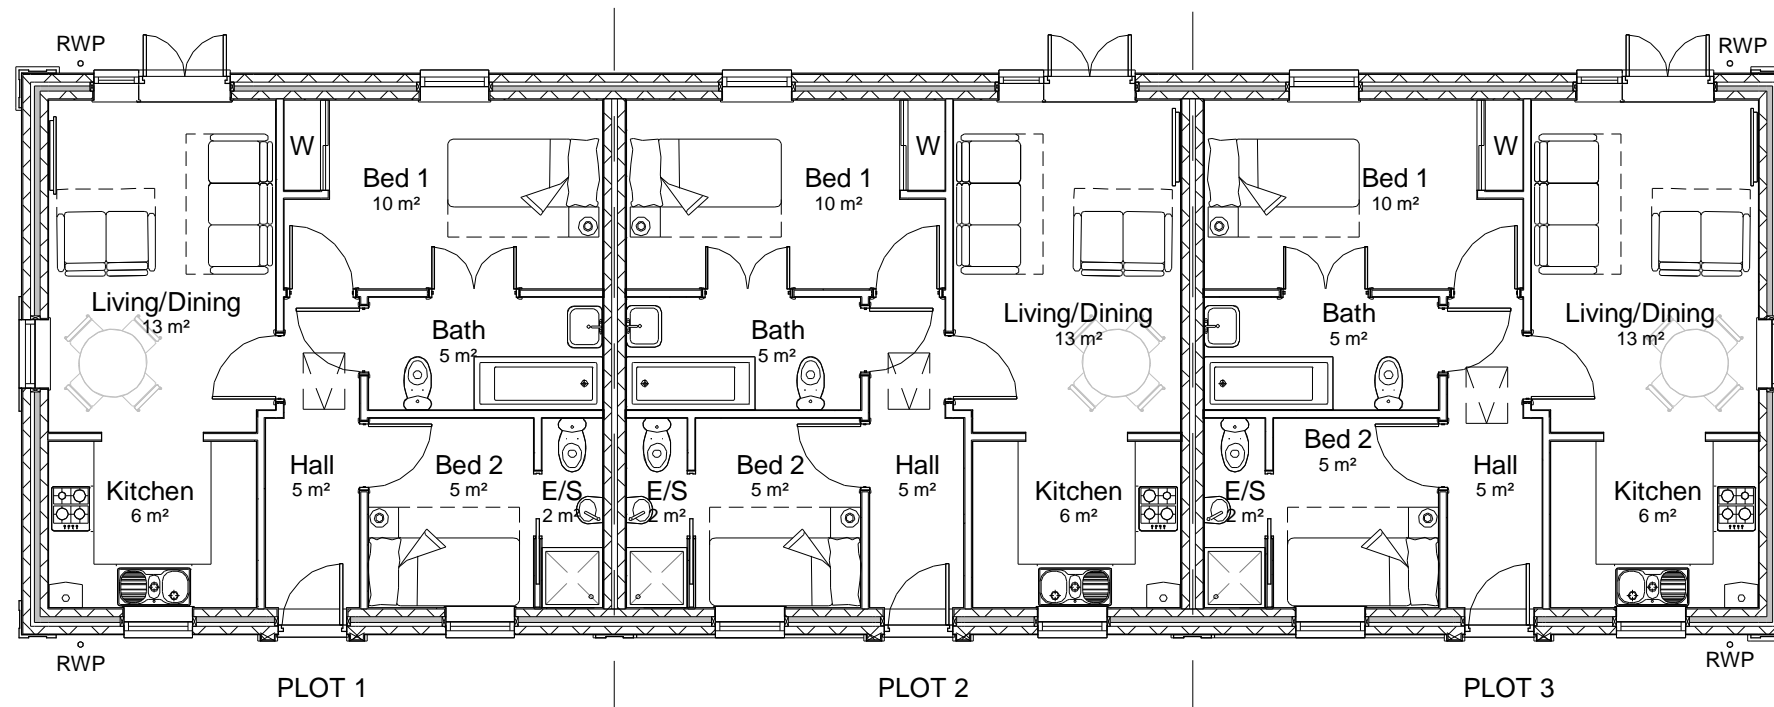 RWP
RWP
W
Bed 1
10 m²
Bed 1
10 m²
W
Bed 1
10 m²
W
Living/Dining
13 m²
Bath
5 m²
Bath
5 m²
Living/Dining
13 m²
Bath
5 m²
Living/Dining
13 m²
Kitchen
6 m²
Hall
5 m²
Bed 2
5 m²
E/S
2 m²
E/S
2 m²
Bed 2
5 m²
Hall
5 m²
Kitchen
6 m²
E/S
2 m²
Bed 2
5 m²
Hall
5 m²
Kitchen
6 m²
RWP
RWP
PLOT 1
PLOT 2
PLOT 3